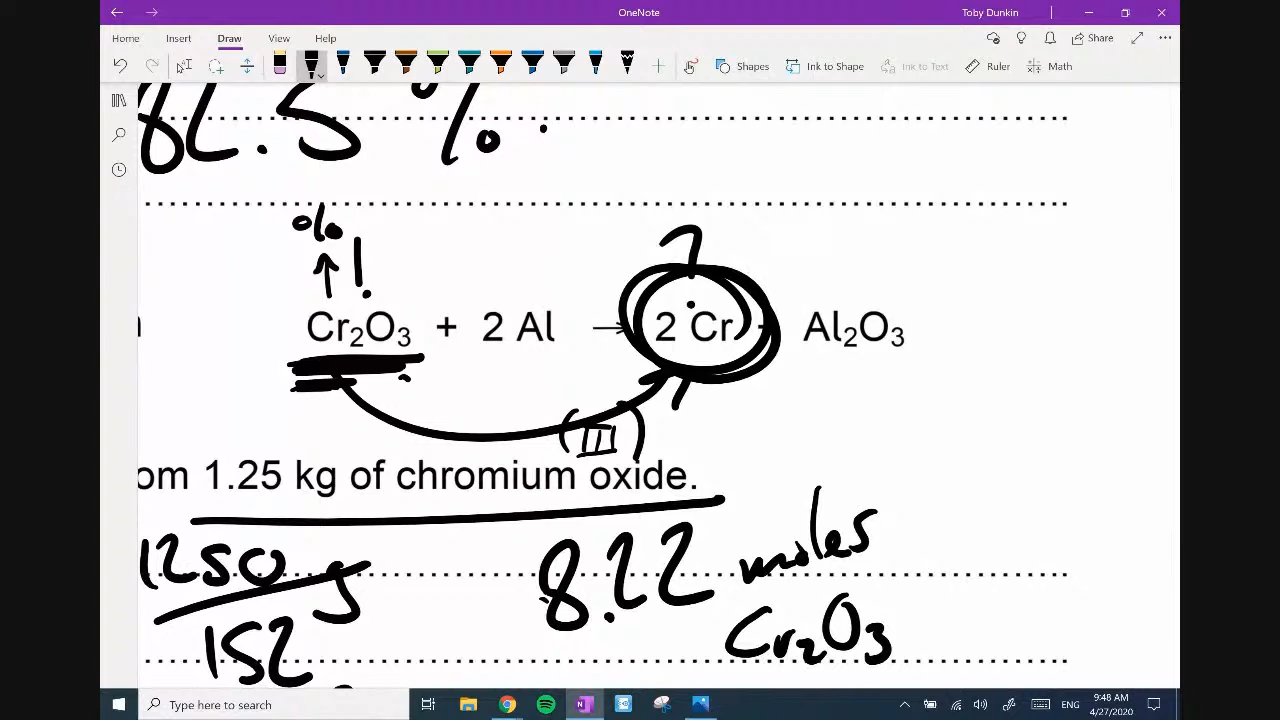 OneNote
Toby Dunkin
Home Insert Draw View Help
Share
Shapes Ink to Shape Ink to Text Ruler Math
82.5 %.
% !
?
Cr₂O₃ + 2 Al → 2 Cr + Al₂O₃
(III)
om 1.25 kg of chromium oxide.
1250 g
152
8.22 moles
Cr₂O₃
Type here to search
ENG
9:48 AM
4/27/2020